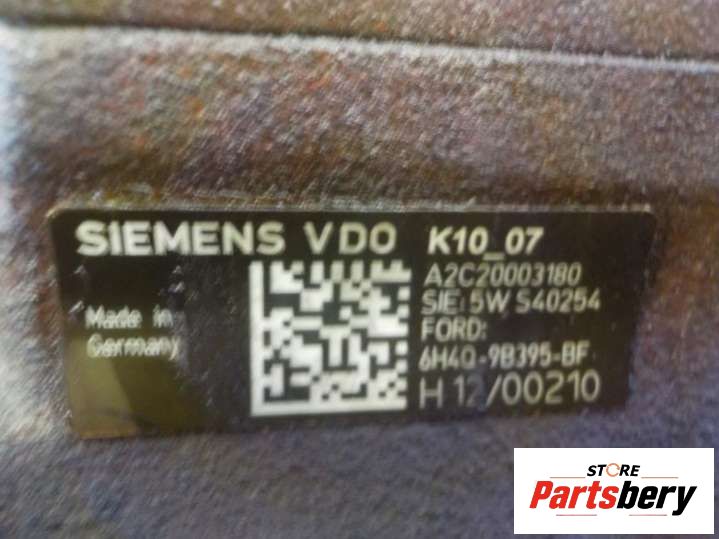 SIEMENS VDO K10_07
A2C20003180
SIE: 5W S40254
Made in
Germany
FORD:
6H4Q-9B395-BF
H 12/00210
STORE
Partsbery